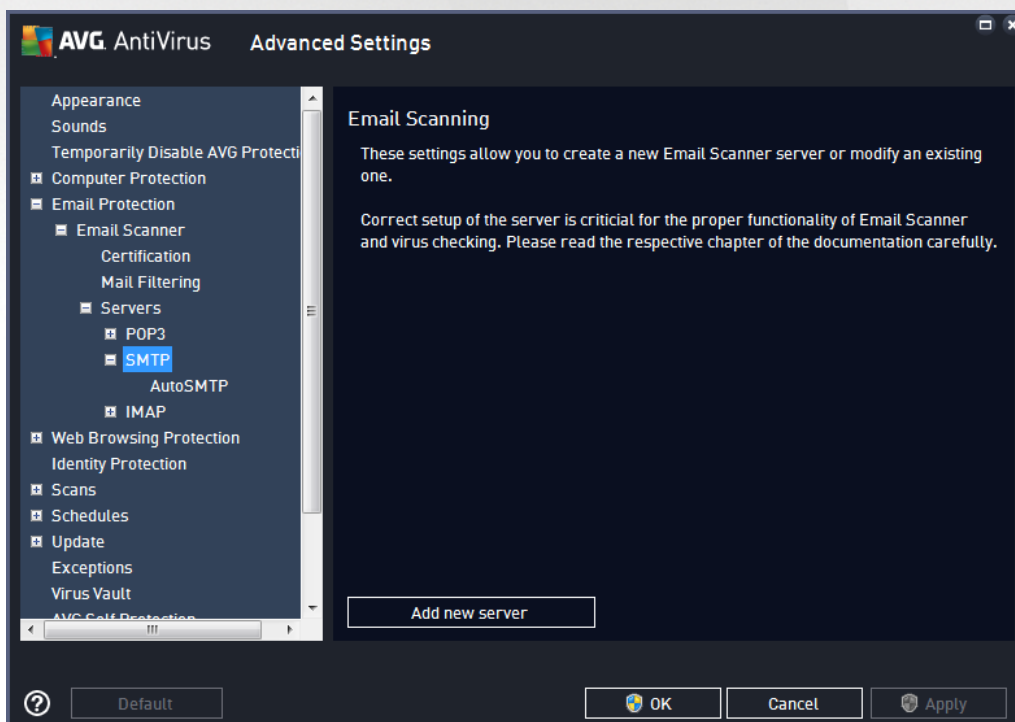 AVG. AntiVirus Advanced Settings
Appearance
Sounds
Temporarily Disable AVG Protecti
Computer Protection
Email Protection
Email Scanner
Certification
Mail Filtering
Servers
POP3
SMTP
AutoSMTP
IMAP
Web Browsing Protection
Identity Protection
Scans
Schedules
Update
Exceptions
Virus Vault
AVG Self Protection
Email Scanning
These settings allow you to create a new Email Scanner server or modify an existing
one.
Correct setup of the server is criticial for the proper functionality of Email Scanner
and virus checking. Please read the respective chapter of the documentation carefully.
Add new server
Default
OK
Cancel
Apply